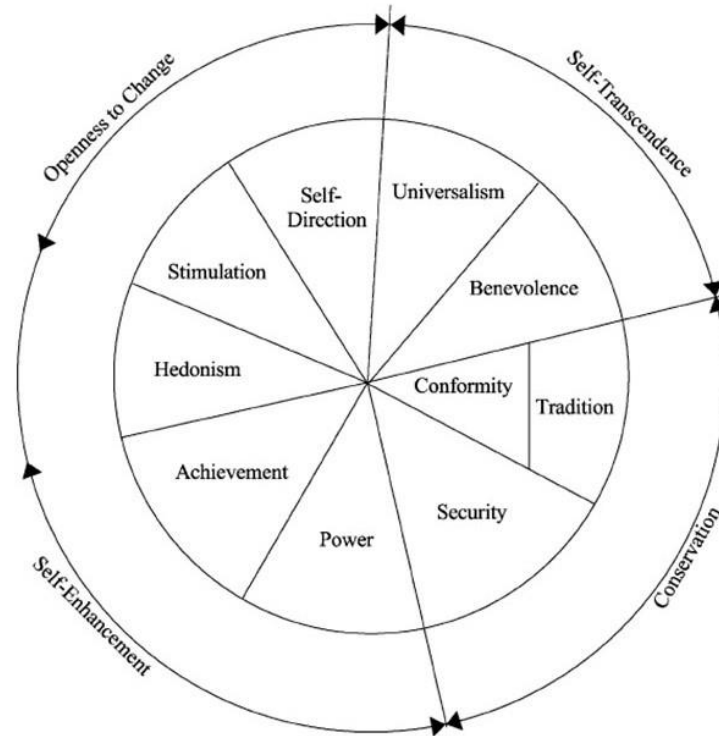 Openness to Change
Self-Transcendence
Self-
Direction
Universalism
Stimulation
Benevolence
Hedonism
Conformity
Tradition
Achievement
Security
Power
Self-Enhancement
Conservation